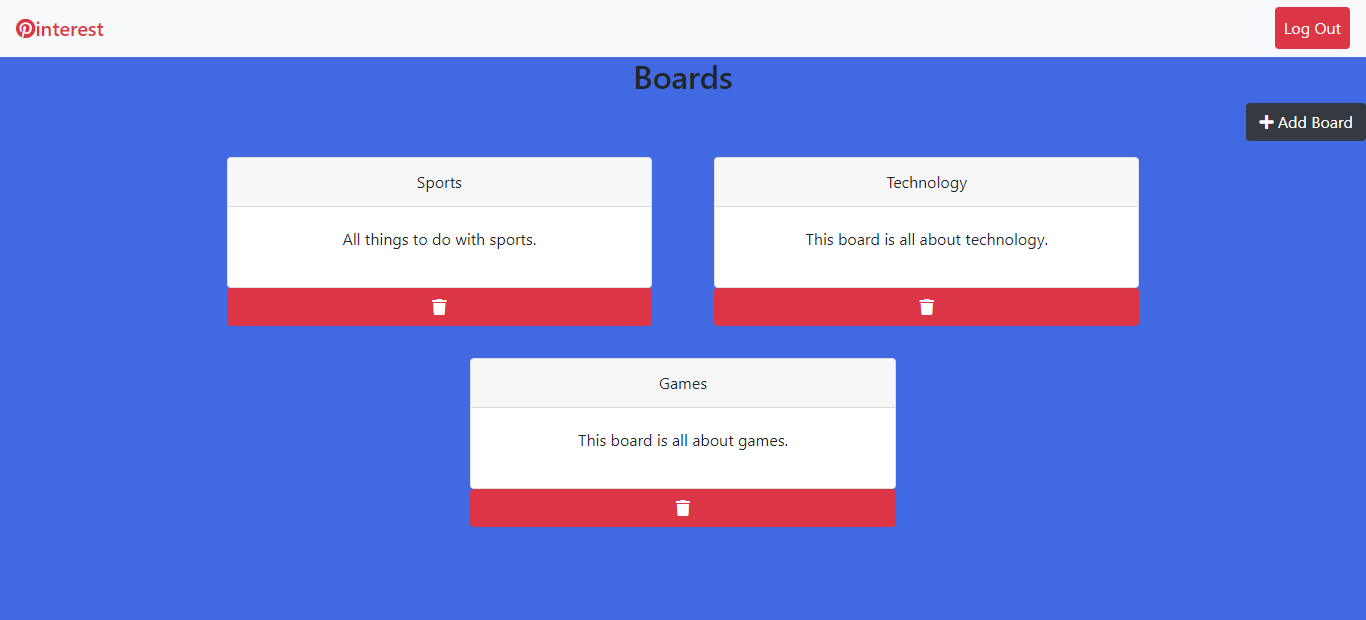 Pinterest
Log Out
Boards
Add Board
Sports
All things to do with sports.
Technology
This board is all about technology.
Games
This board is all about games.